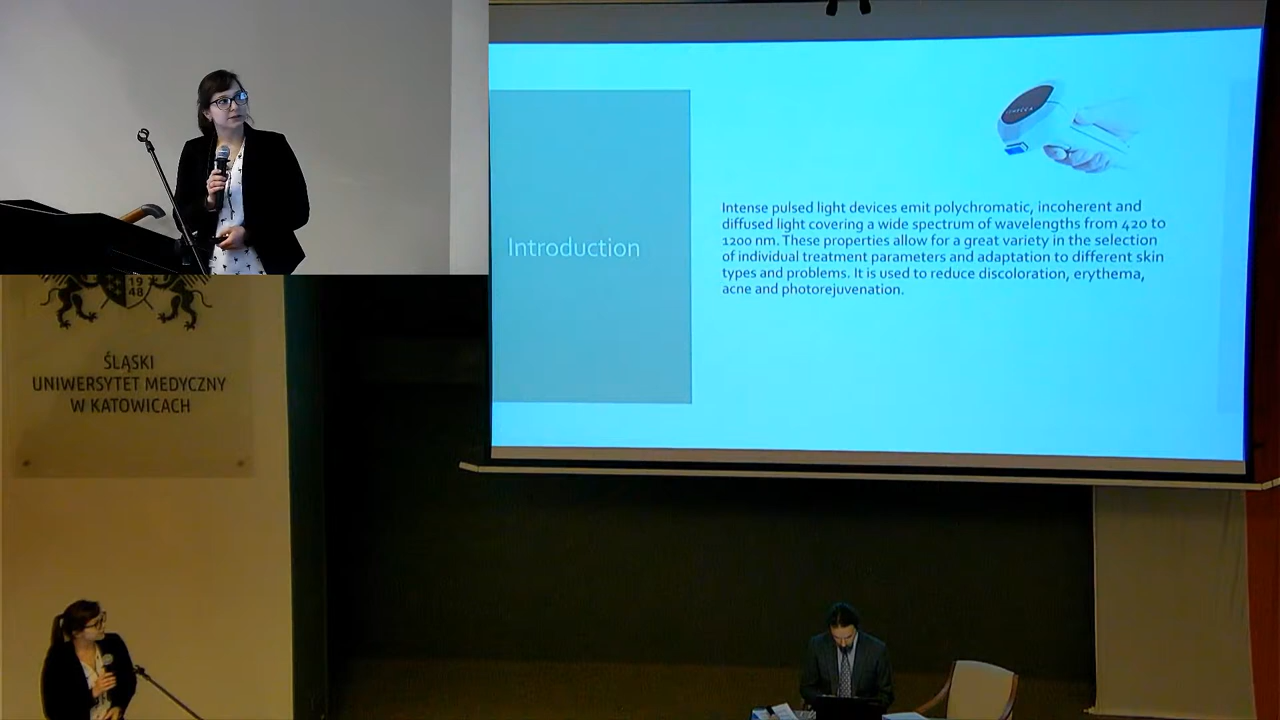 Introduction
Intense pulsed light devices emit polychromatic, incoherent and
diffused light covering a wide spectrum of wavelengths from 420 to
1200 nm. These properties allow for a great variety in the selection
of individual treatment parameters and adaptation to different skin
types and problems. It is used to reduce discoloration, erythema,
acne and photorejuvenation.
19
48
ŚLĄSKI
UNIWERSYTET MEDYCZNY
W KATOWICACH